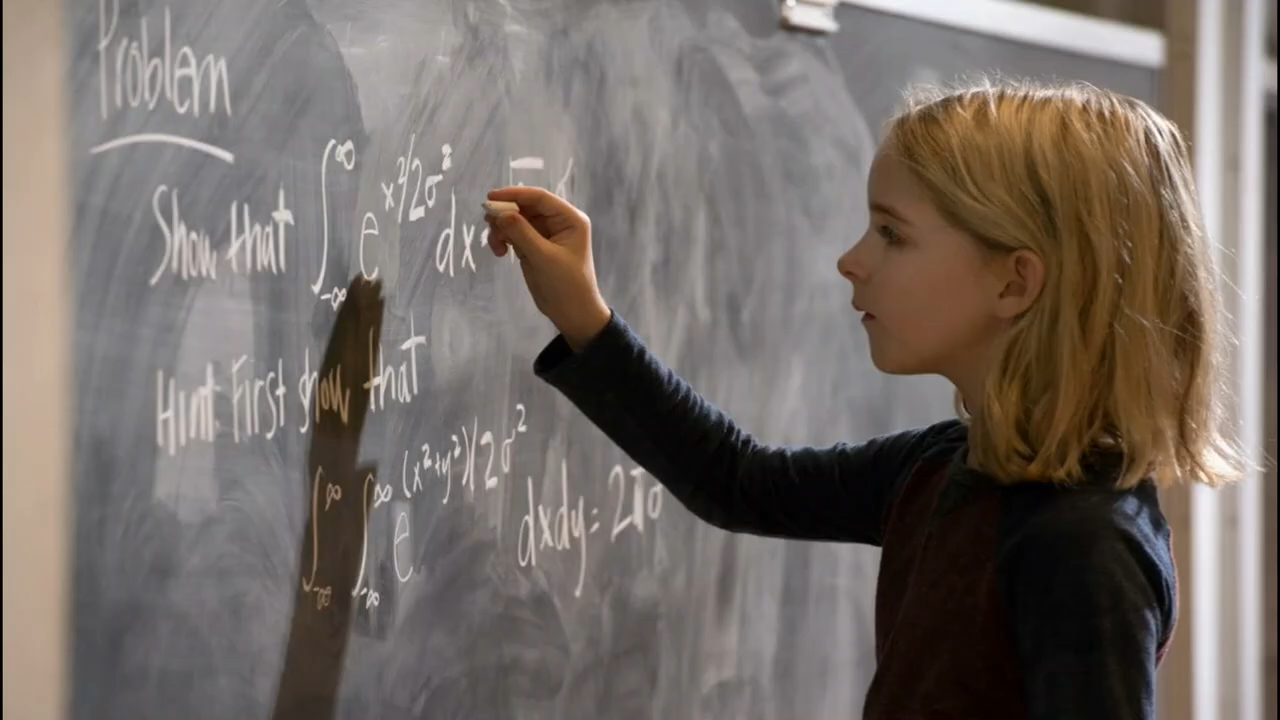 Problem
Show that ∫_{-∞}^{∞} e^{x²/2σ²} dx
Hint First show that
∫_{-∞}^{∞} ∫_{-∞}^{∞} e^{(x²+y²)/2σ²} dxdy = 2πσ